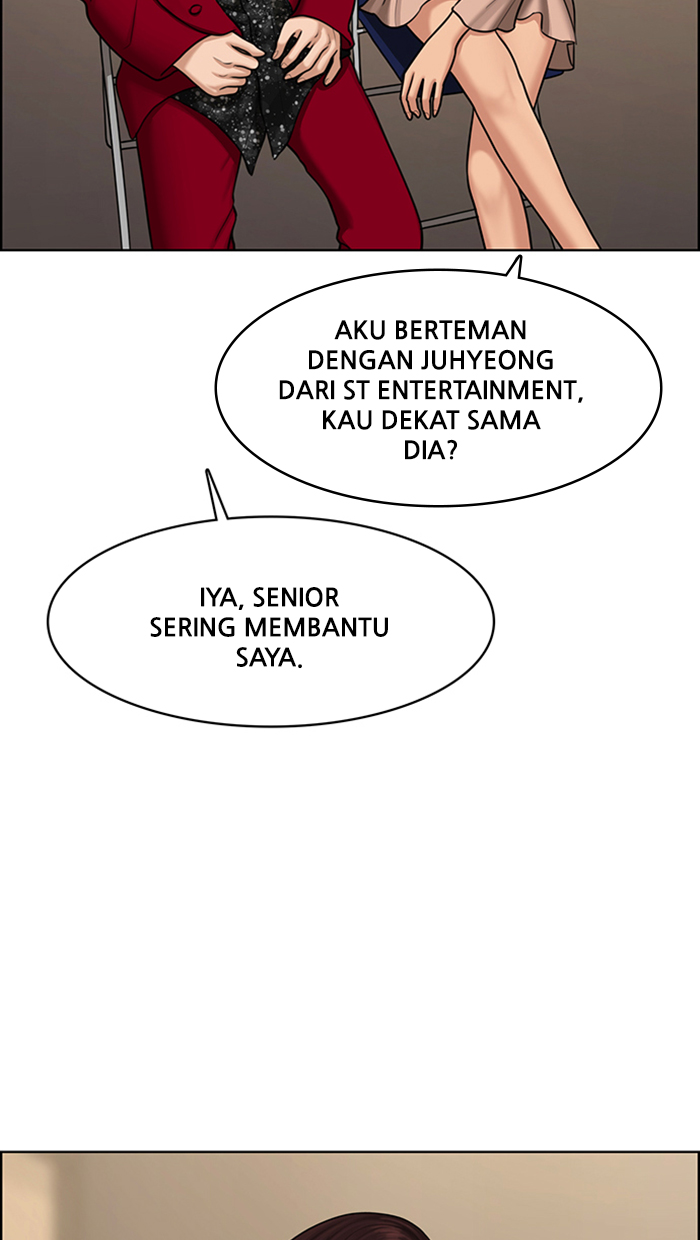 AKU BERTEMAN
DENGAN JUHYEONG
DARI ST ENTERTAINMENT,
KAU DEKAT SAMA
DIA?
IYA, SENIOR
SERING MEMBANTU
SAYA.